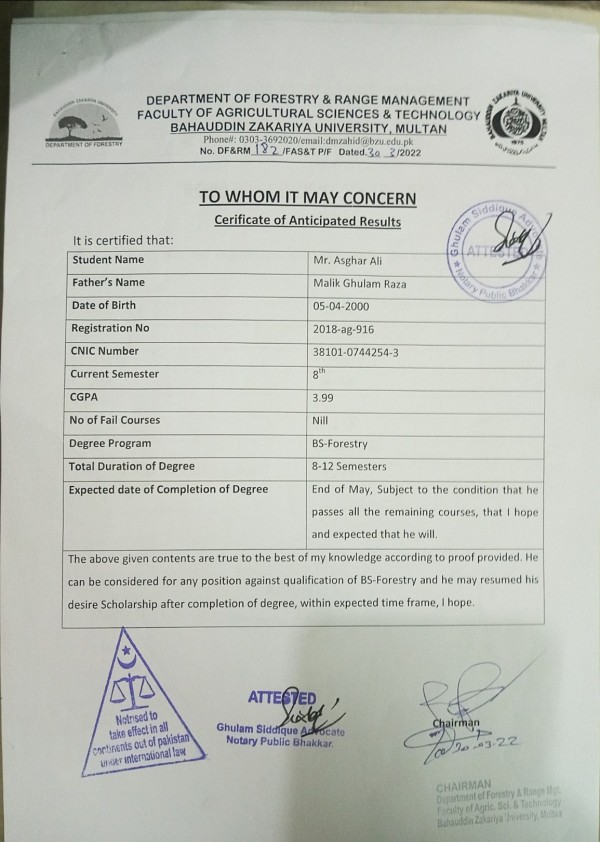 DEPARTMENT OF FORESTRY & RANGE MANAGEMENT
FACULTY OF AGRICULTURAL SCIENCES & TECHNOLOGY
BAHAUDDIN ZAKARIYA UNIVERSITY, MULTAN
Phone#: 0303-3692020/email:dmzahid@bzu.edu.pk
No. DF&RM 182 /FAS&T P/F Dated.30 3/2022
BAHAUDDIN ZAKARIYA UNIVERSITY
DEPARTMENT OF FORESTRY
BAHAUDDIN ZAKARIYA UNIVERSITY MULTAN
1975
TO WHOM IT MAY CONCERN
Cerificate of Anticipated Results
Ghulam Siddique Advocate
ATTESTED
Notary Public Bhakkar
It is certified that:
Student Name Mr. Asghar Ali
Father's Name Malik Ghulam Raza
Date of Birth 05-04-2000
Registration No 2018-ag-916
CNIC Number 38101-0744254-3
Current Semester 8th
CGPA 3.99
No of Fail Courses Nill
Degree Program BS-Forestry
Total Duration of Degree 8-12 Semesters
Expected date of Completion of Degree End of May, Subject to the condition that he
passes all the remaining courses, that I hope
and expected that he will.
The above given contents are true to the best of my knowledge according to proof provided. He
can be considered for any position against qualification of BS-Forestry and he may resumed his
desire Scholarship after completion of degree, within expected time frame, I hope.
Notrised to
take effect in all
continents out of pakistan
under international law
ATTESTED
Ghulam Siddique Advocate
Notary Public Bhakkar.
Chairman
30-03-22
CHAIRMAN
Department of Forestry & Range Mgt.
Faculty of Agric. Sci. & Technology
Bahauddin Zakariya University, Multan